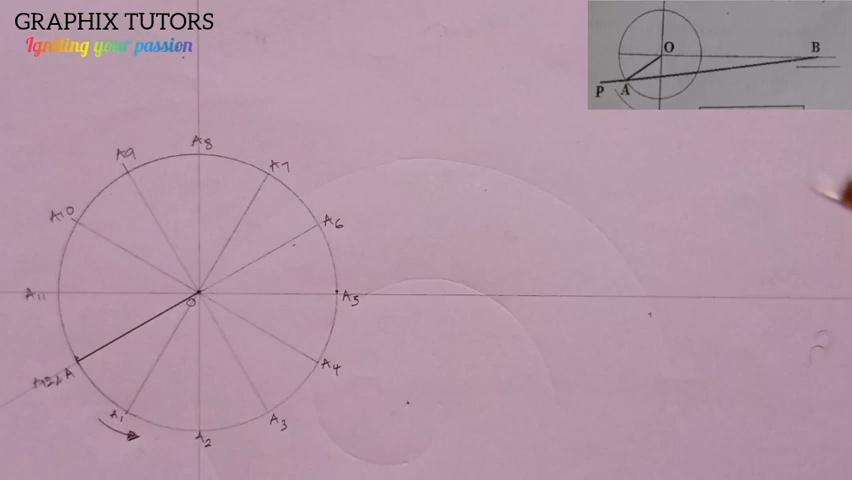 GRAPHIX TUTORS
Igniting your passion
O
B
P
A
A8
A9
A7
A10
A6
A11
O
A5
A12, A
A4
A1
A3
A2